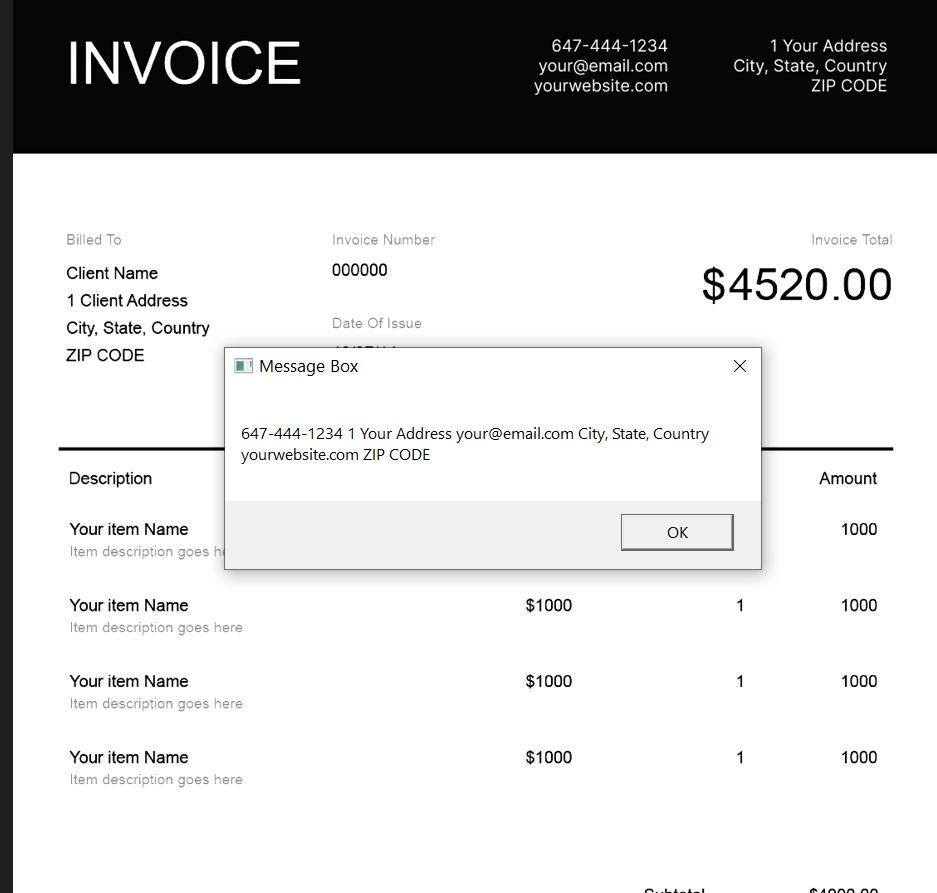 INVOICE
647-444-1234
your@email.com
yourwebsite.com
1 Your Address
City, State, Country
ZIP CODE
Billed To
Client Name
1 Client Address
City, State, Country
ZIP CODE
Invoice Number
000000
Date Of Issue
Invoice Total
$4520.00
Message Box
647-444-1234 1 Your Address your@email.com City, State, Country
yourwebsite.com ZIP CODE
OK
Description Amount
Your item Name 1000
Item description goes
Your item Name $1000 1 1000
Item description goes here
Your item Name $1000 1 1000
Item description goes here
Your item Name $1000 1 1000
Item description goes here
Subtotal